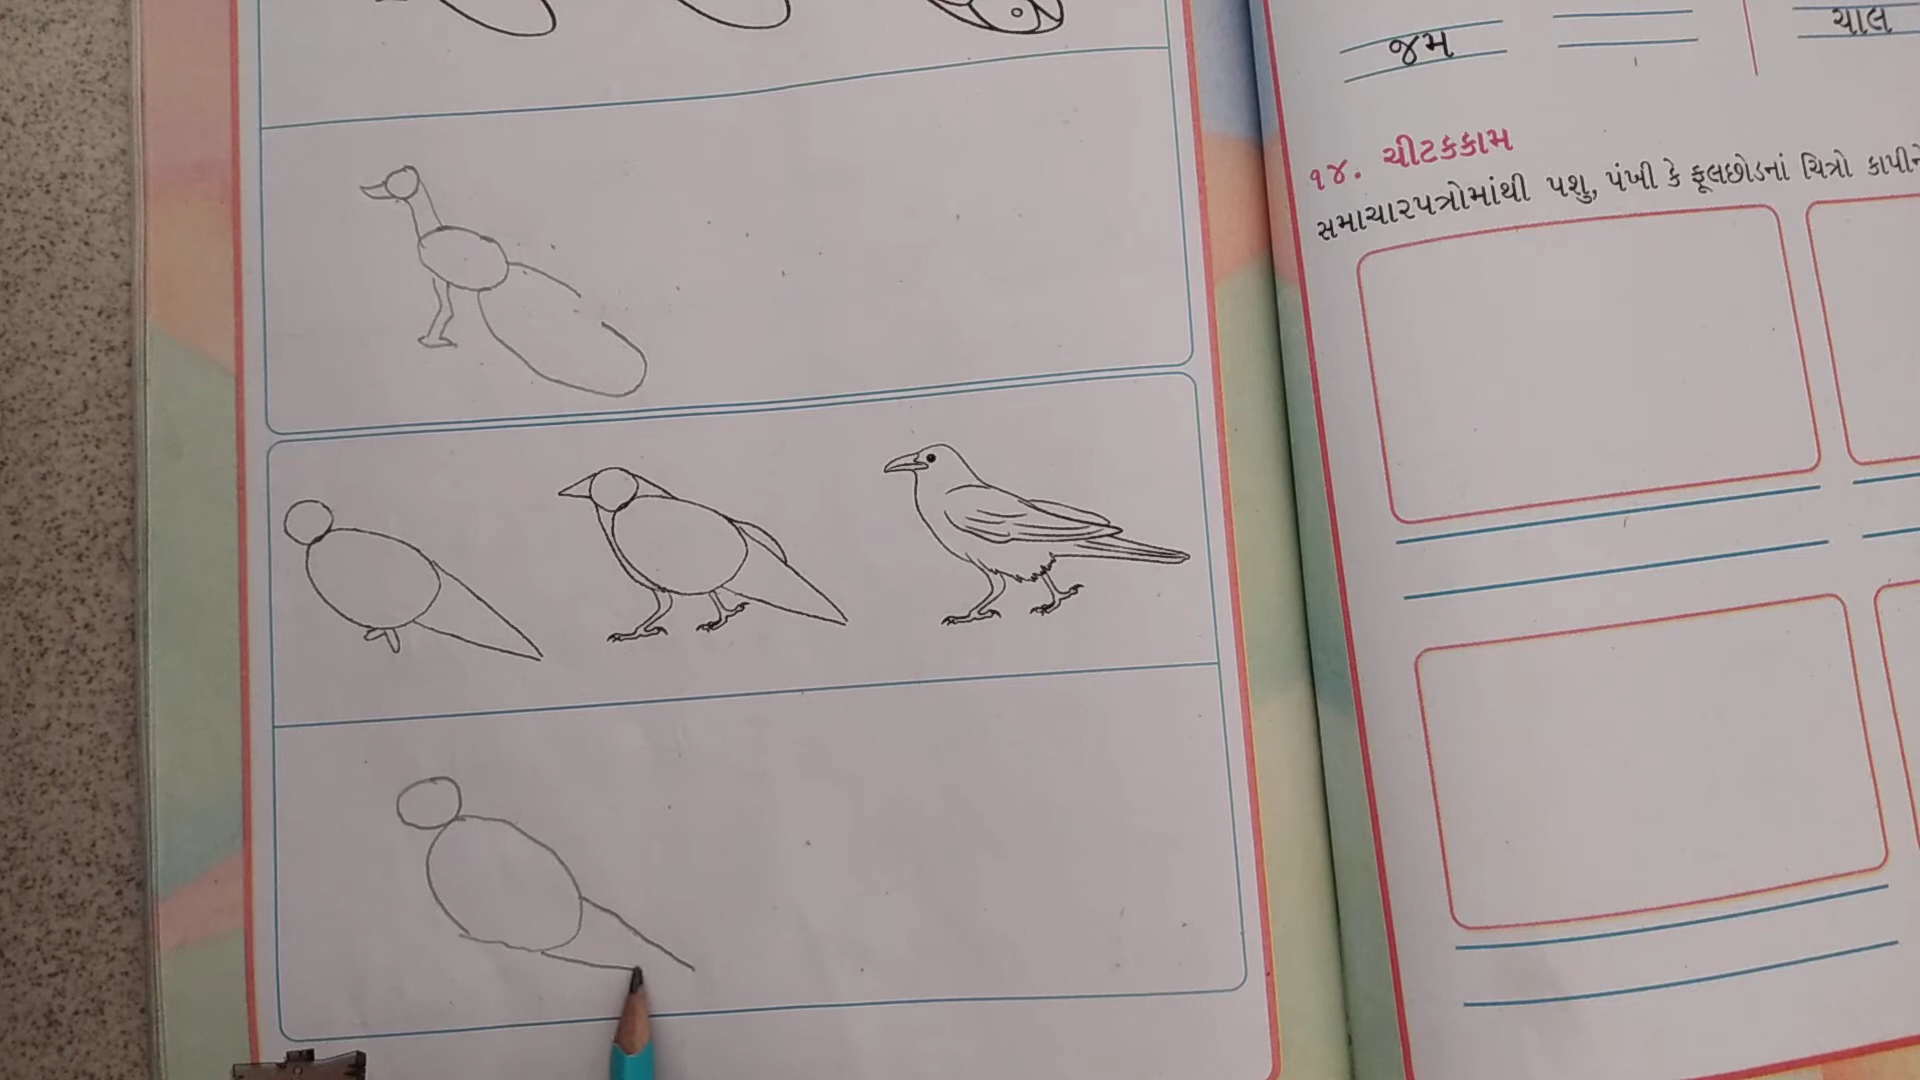 જમ
ચાલ
૧૪. ચીટકકામ
સમાચારપત્રોમાંથી પશુ, પંખી કે ફૂલછોડનાં ચિત્રો કાપીને